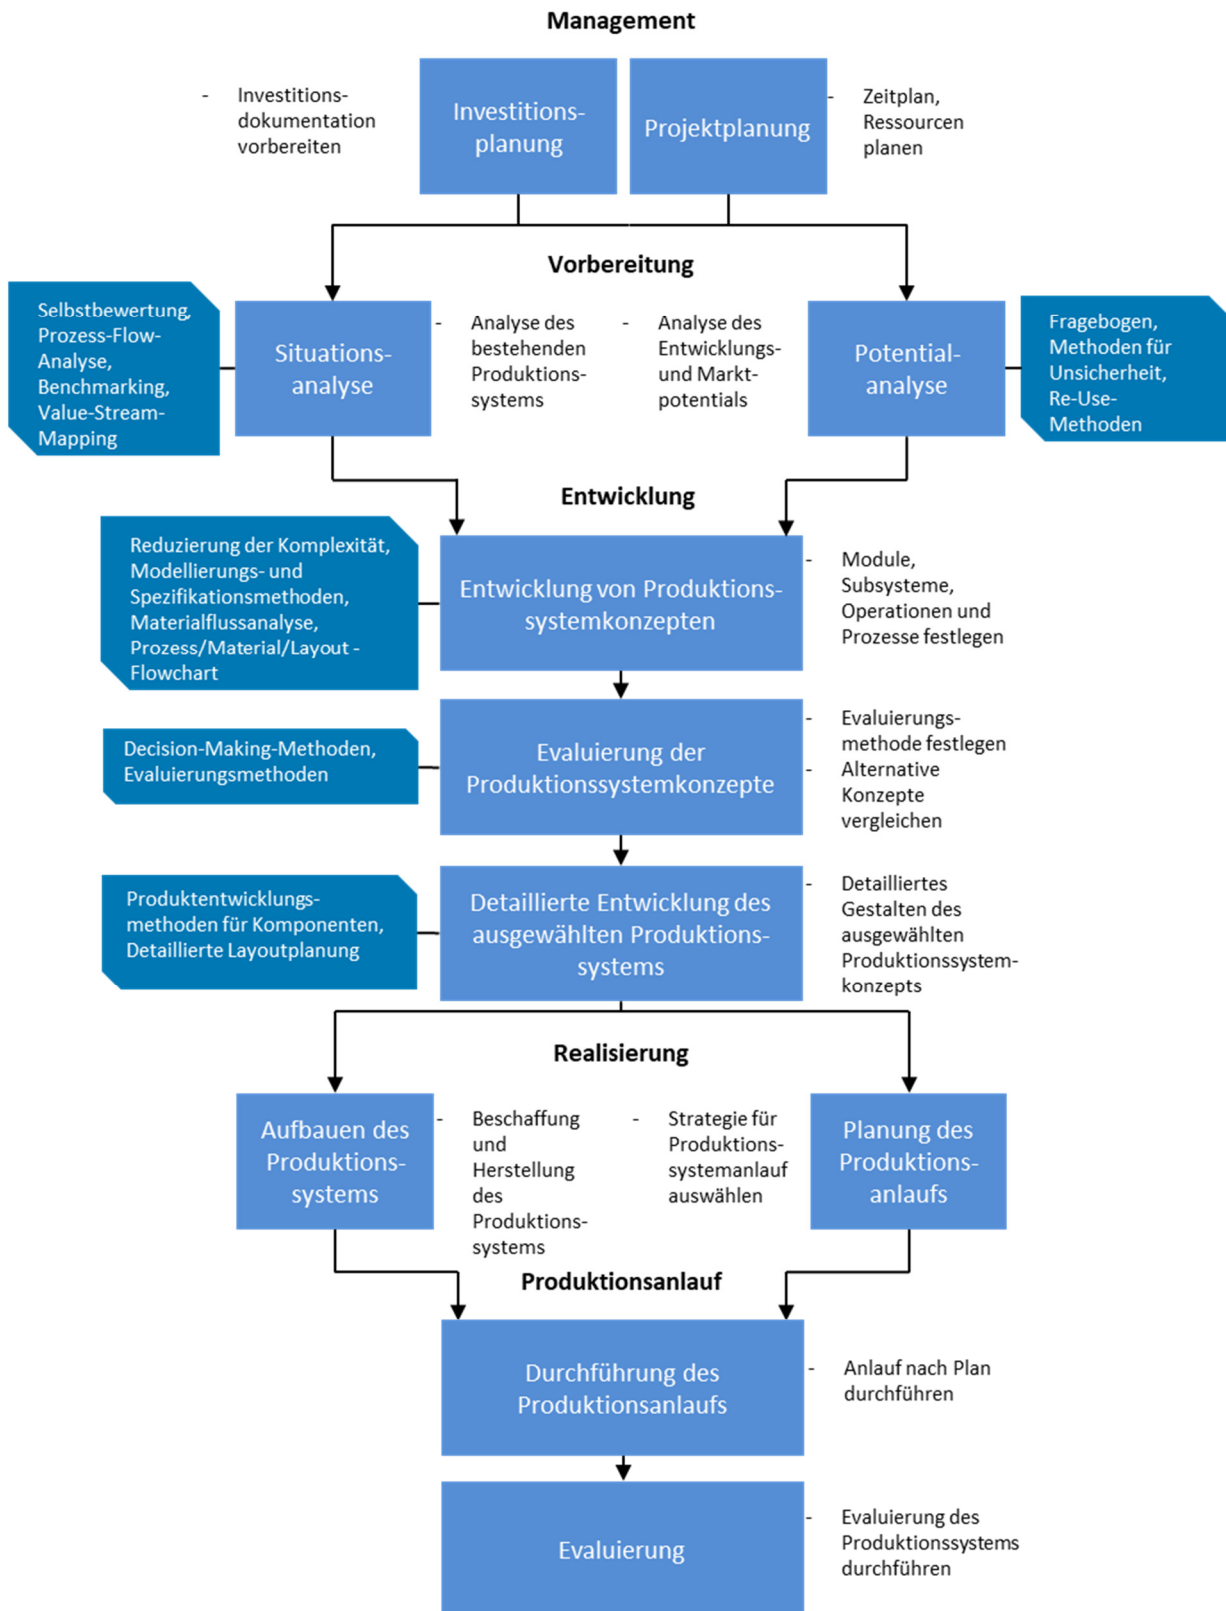 Management
- Investitions-
dokumentation
vorbereiten
Investitions-
planung
Projektplanung
- Zeitplan,
Ressourcen
planen
Vorbereitung
Selbstbewertung,
Prozess-Flow-
Analyse,
Benchmarking,
Value-Stream-
Mapping
Situations-
analyse
- Analyse des
bestehenden
Produktions-
systems
- Analyse des
Entwicklungs-
und Markt-
potentials
Potential-
analyse
Fragebogen,
Methoden für
Unsicherheit,
Re-Use-
Methoden
Entwicklung
Reduzierung der Komplexität,
Modellierungs- und
Spezifikationsmethoden,
Materialflussanalyse,
Prozess/Material/Layout -
Flowchart
Entwicklung von Produktions-
systemkonzepten
- Module,
Subsysteme,
Operationen und
Prozesse festlegen
Decision-Making-Methoden,
Evaluierungsmethoden
Evaluierung der
Produktionssystemkonzepte
- Evaluierungs-
methode festlegen
- Alternative
Konzepte
vergleichen
Produktentwicklungs-
methoden für Komponenten,
Detaillierte Layoutplanung
Detaillierte Entwicklung des
ausgewählten Produktions-
systems
- Detailliertes
Gestalten des
ausgewählten
Produktionssystem-
konzepts
Realisierung
Aufbauen des
Produktions-
systems
- Beschaffung
und
Herstellung
des
Produktions-
systems
- Strategie für
Produktions-
systemanlauf
auswählen
Planung des
Produktions-
anlaufs
Produktionsanlauf
Durchführung des
Produktionsanlaufs
- Anlauf nach Plan
durchführen
Evaluierung
- Evaluierung des
Produktionssystems
durchführen